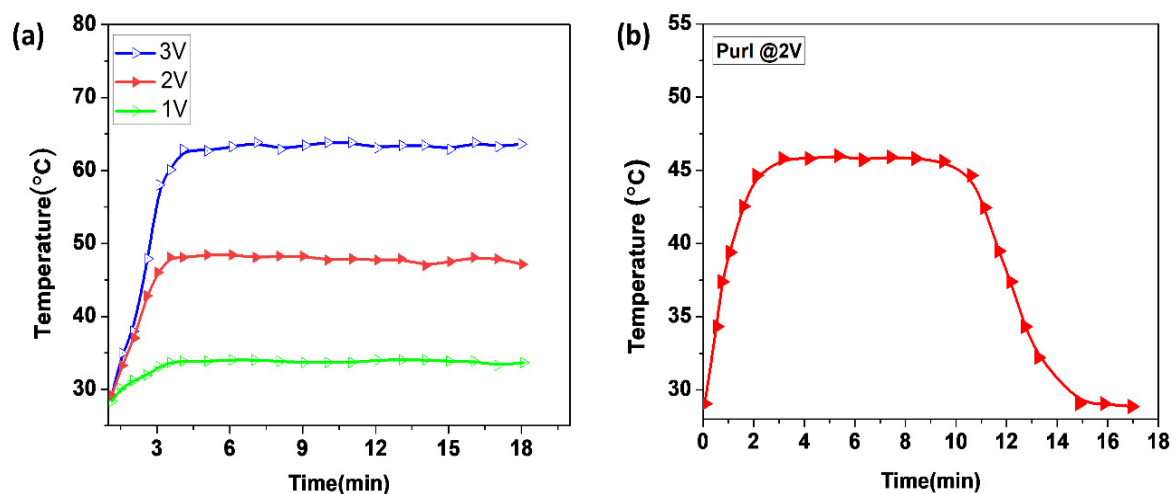 (a)
3V
2V
1V
80
70
60
50
40
30
Temperature(°C)
3 6 9 12 15 18
Time(min)
(b)
Purl @2V
55
50
45
40
35
30
Temperature (°C)
0 2 4 6 8 10 12 14 16 18
Time(min)